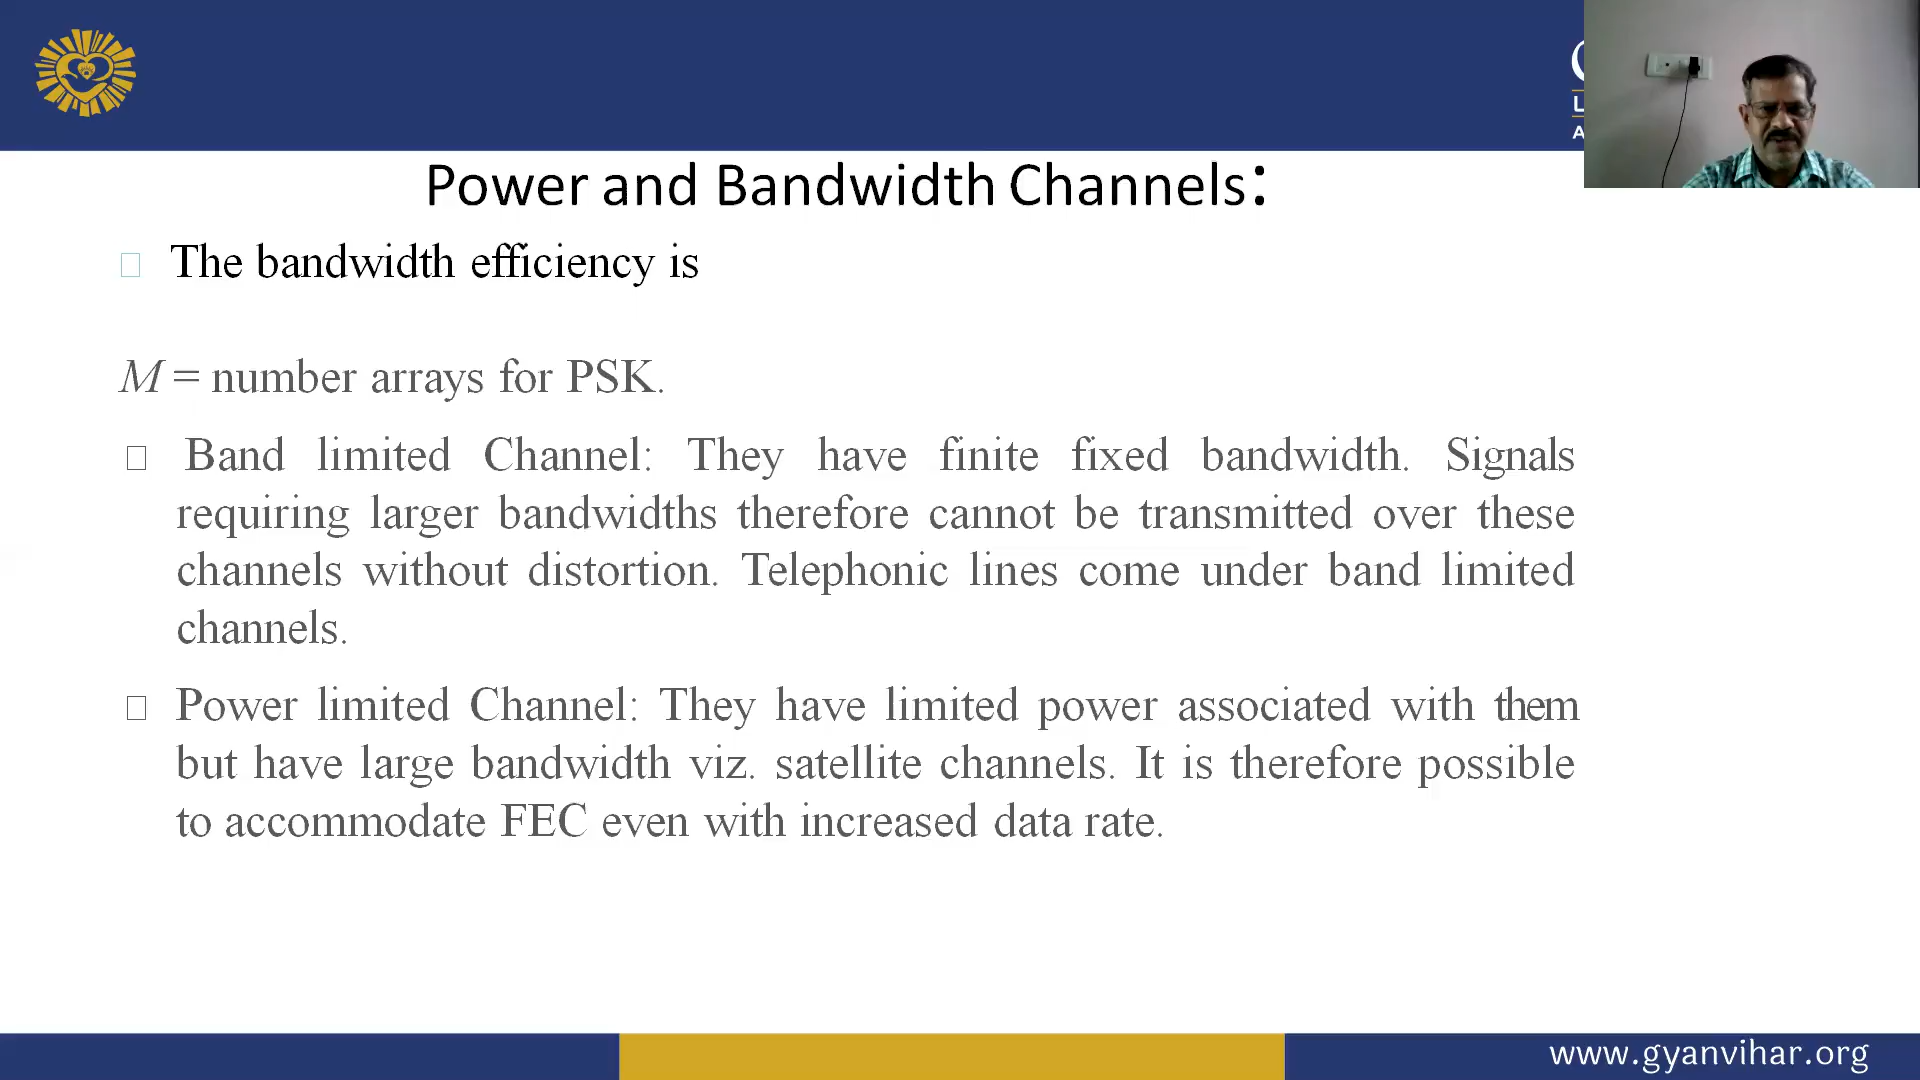 Power and Bandwidth Channels:
The bandwidth efficiency is
M = number arrays for PSK.
Band limited Channel: They have finite fixed bandwidth. Signals
requiring larger bandwidths therefore cannot be transmitted over these
channels without distortion. Telephonic lines come under band limited
channels.
Power limited Channel: They have limited power associated with them
but have large bandwidth viz. satellite channels. It is therefore possible
to accommodate FEC even with increased data rate.
www.gyanvihar.org